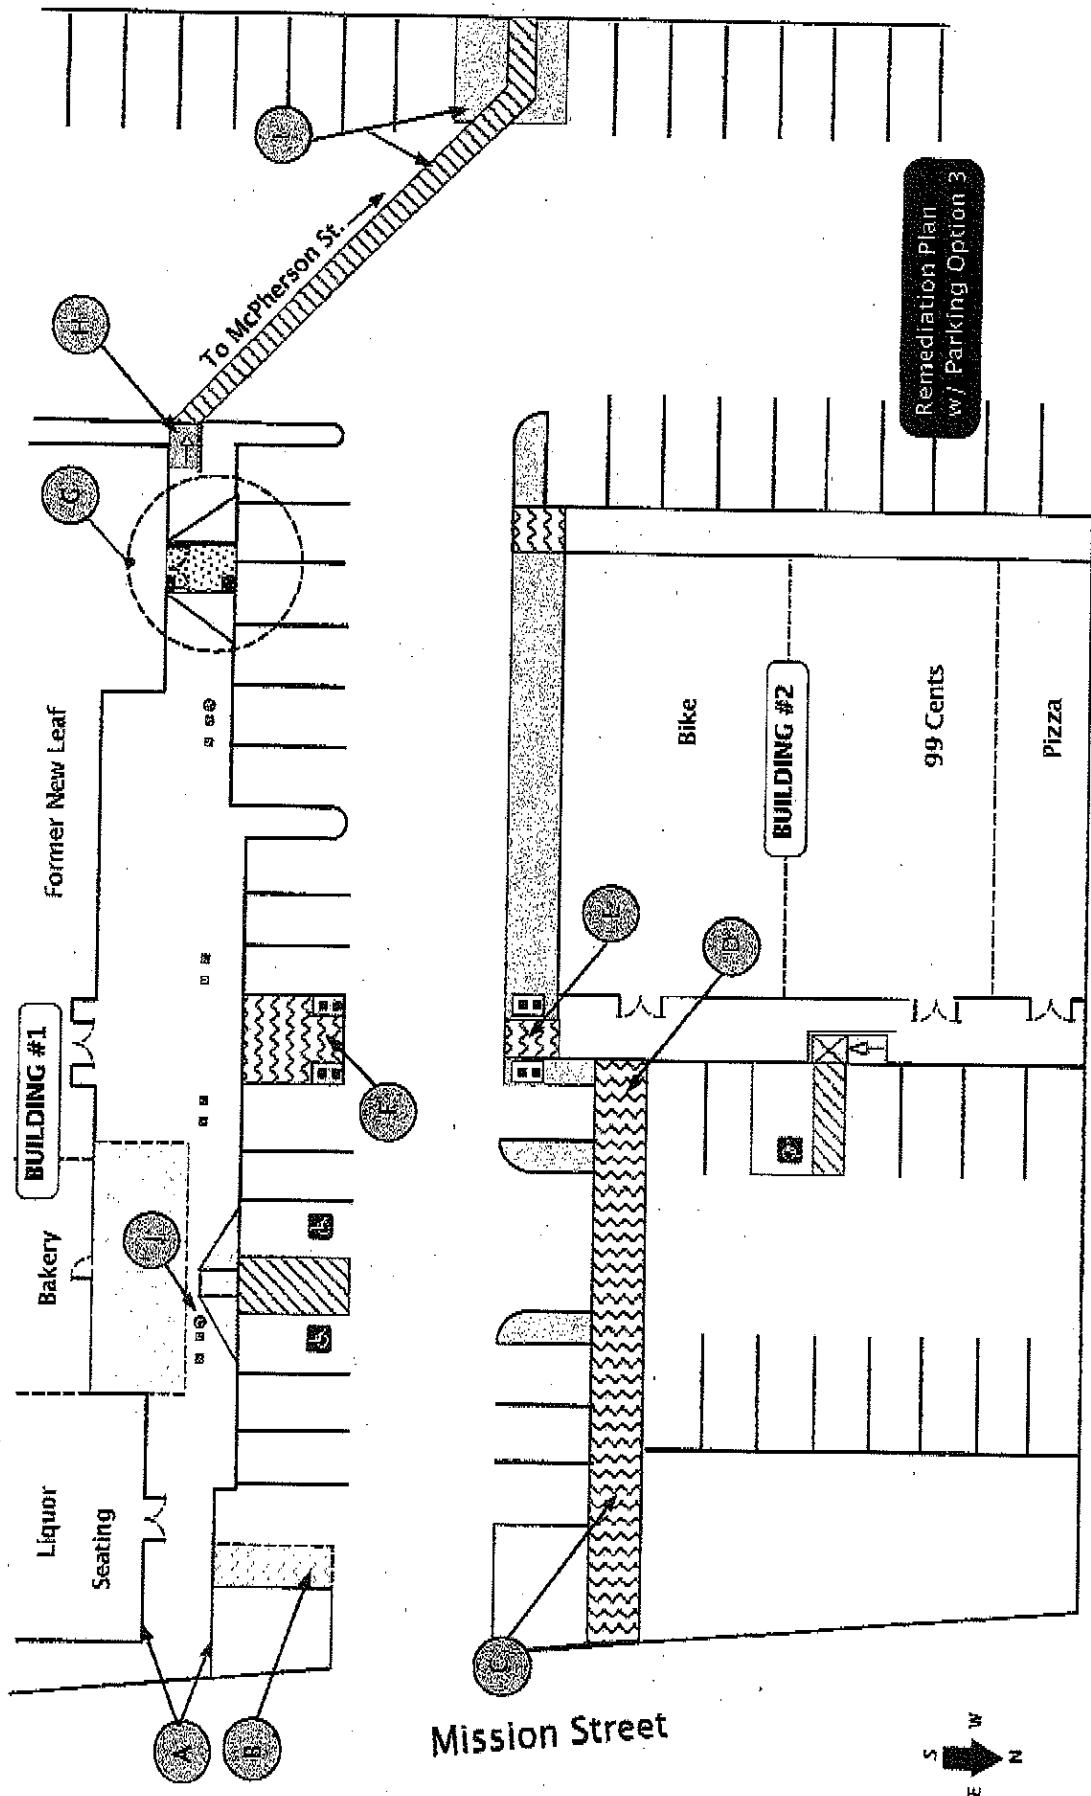 BUILDING #1
Liquor
Seating
Bakery
Former New Leaf
A
B
J
F
G
H
I
To McPherson St.
Mission Street
C
D
E
Bike
BUILDING #2
99 Cents
Pizza
Remediation Plan
w/ Parking Option 3
S
E
W
N